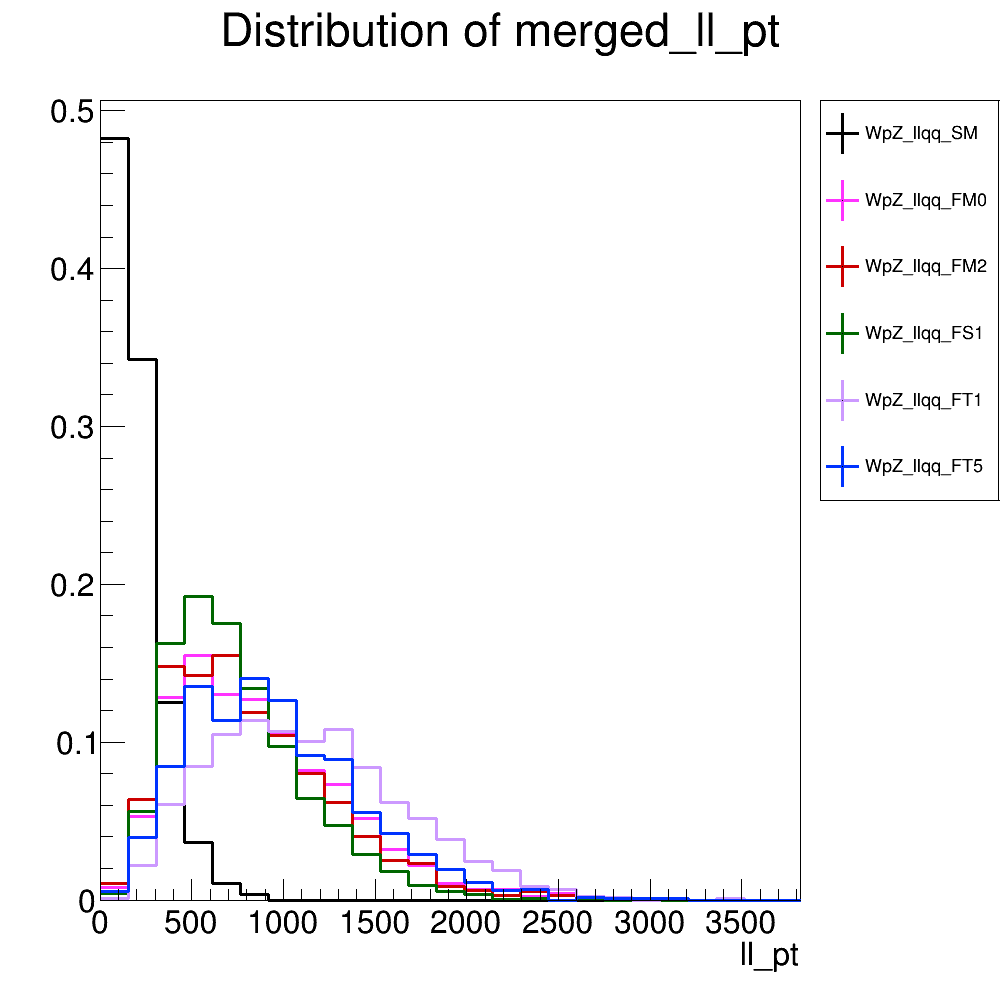 Distribution of merged_ll_pt
0.5
0.4
0.3
0.2
0.1
0
0 500 1000 1500 2000 2500 3000 3500
ll_pt
WpZ_llqq_SM
WpZ_llqq_FM0
WpZ_llqq_FM2
WpZ_llqq_FS1
WpZ_llqq_FT1
WpZ_llqq_FT5